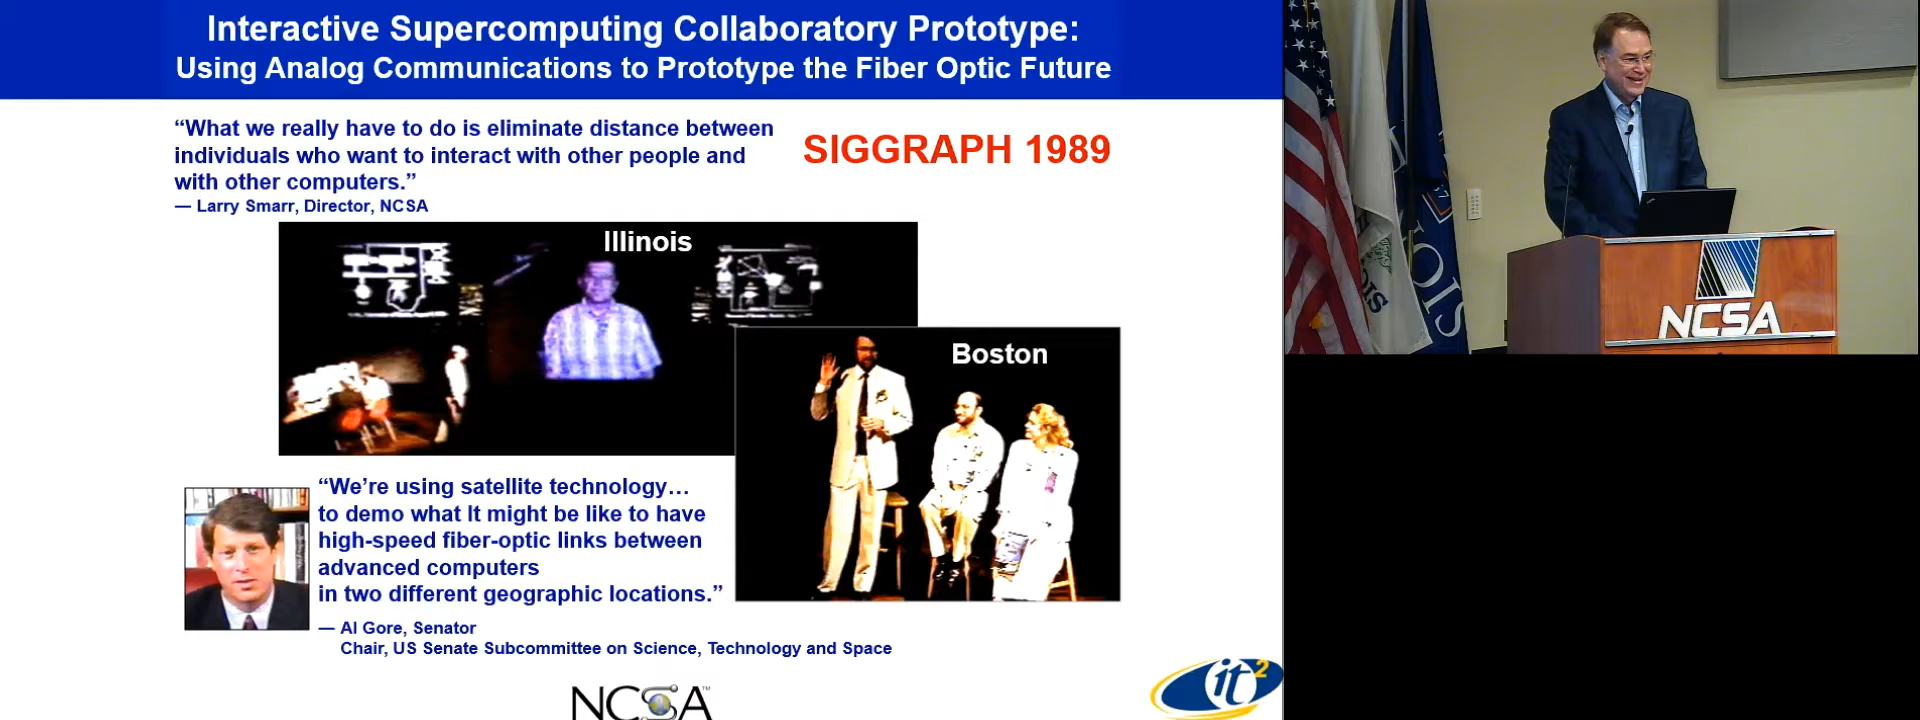 Interactive Supercomputing Collaboratory Prototype:
Using Analog Communications to Prototype the Fiber Optic Future
“What we really have to do is eliminate distance between
individuals who want to interact with other people and
with other computers.”
— Larry Smarr, Director, NCSA
SIGGRAPH 1989
Illinois
Boston
“We’re using satellite technology…
to demo what It might be like to have
high-speed fiber-optic links between
advanced computers
in two different geographic locations.”
— Al Gore, Senator
Chair, US Senate Subcommittee on Science, Technology and Space
NCSA™
it2
NCSA